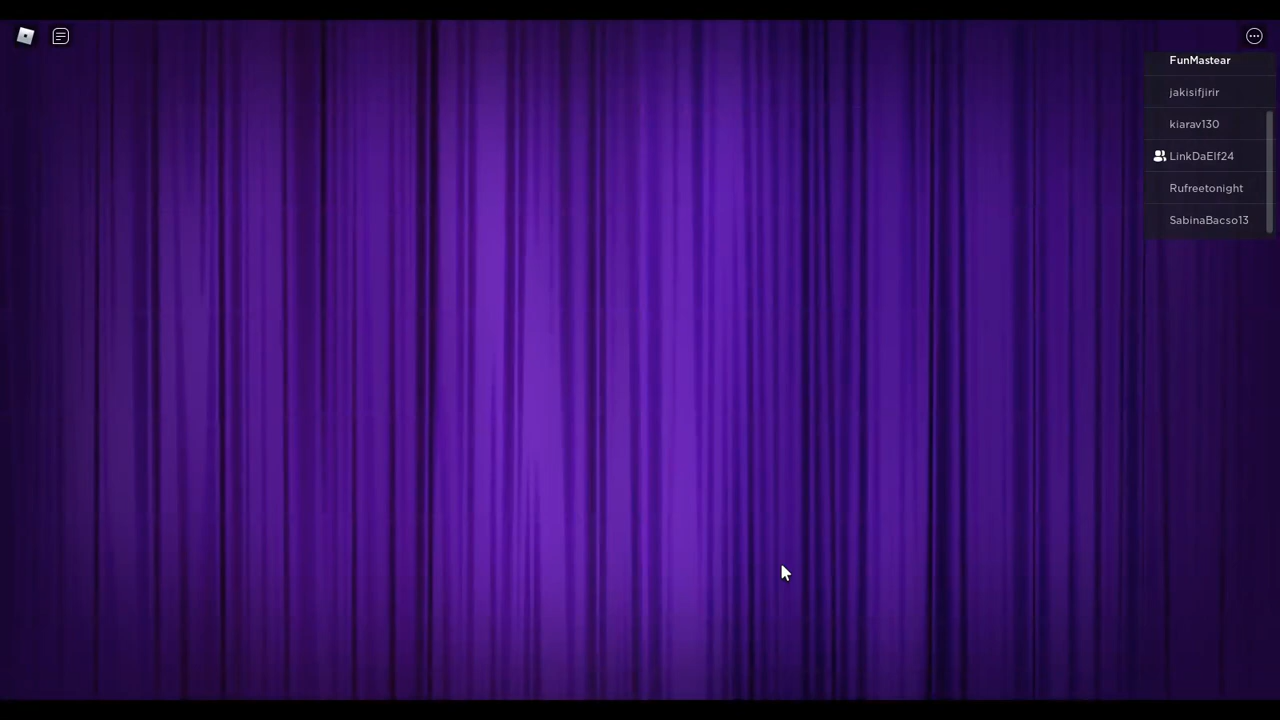 FunMastear
jakisifjirir
kiarav130
LinkDaElf24
Rufreetonight
SabinaBacso13